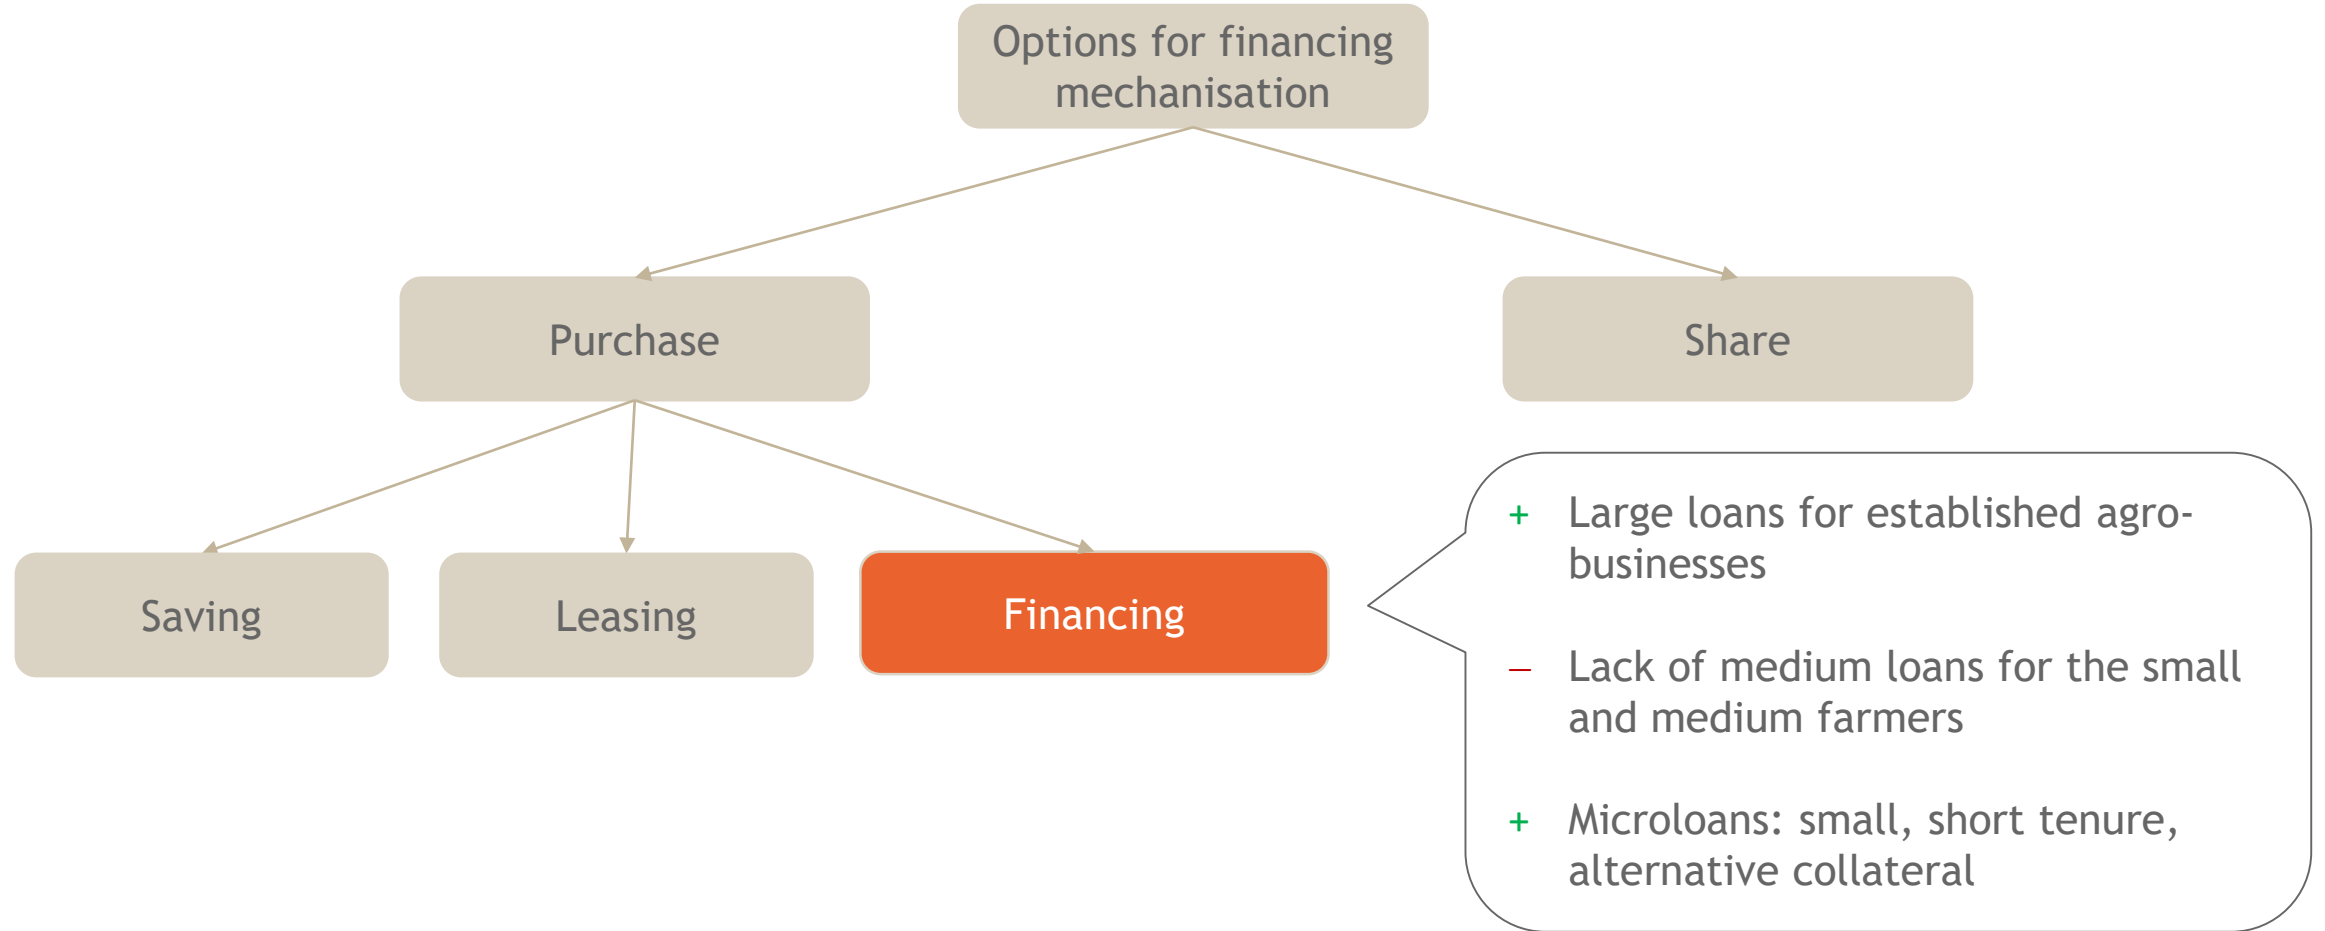 Options for financing
mechanisation
Purchase
Share
Saving
Leasing
Financing
+ Large loans for established agro-
businesses
– Lack of medium loans for the small
and medium farmers
+ Microloans: small, short tenure,
alternative collateral